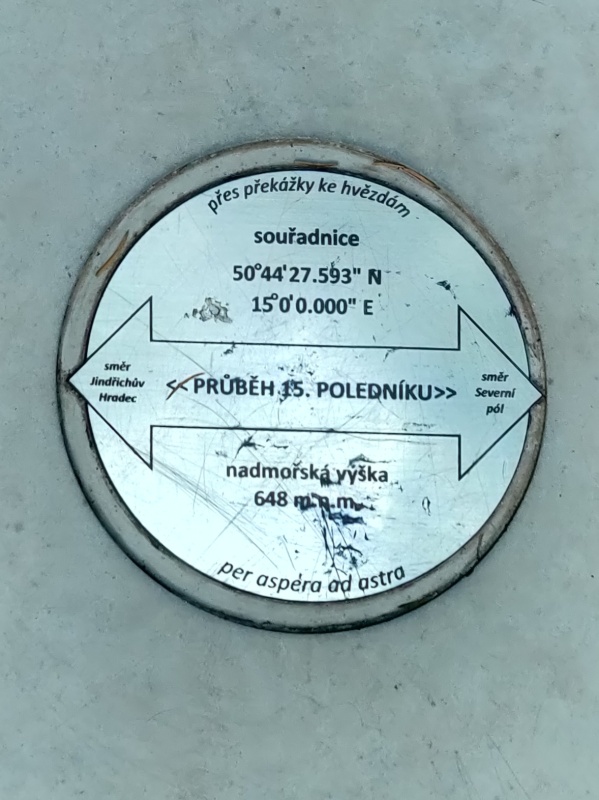 přes překážky ke hvězdám
souřadnice
50°44'27.593" N
15°0'0.000" E
směr
Jindřichův
Hradec
<< PRŮBĚH 15. POLEDNÍKU>>
směr
Severní
pól
nadmořská výška
648 m.n.m.
per aspera ad astra